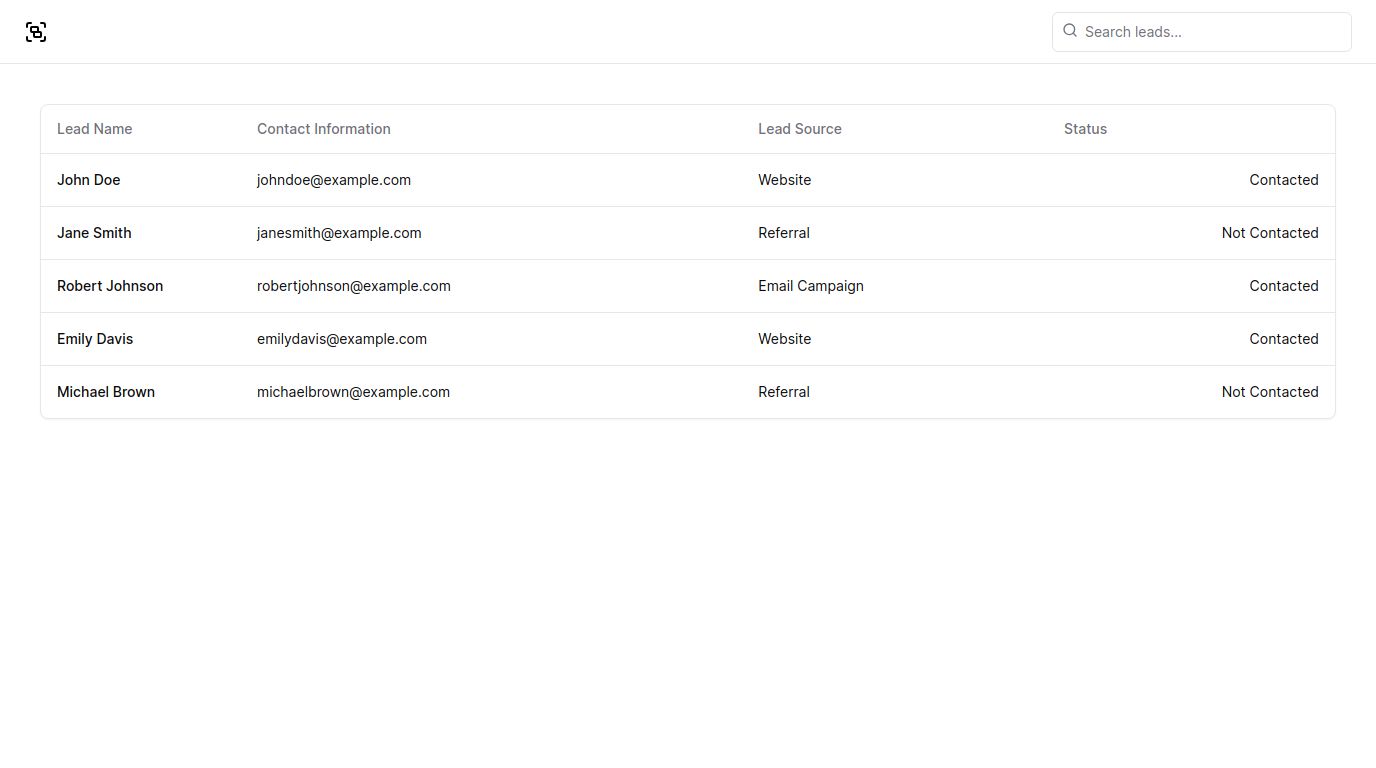 Search leads...
Lead Name Contact Information Lead Source Status
John Doe johndoe@example.com Website Contacted
Jane Smith janesmith@example.com Referral Not Contacted
Robert Johnson robertjohnson@example.com Email Campaign Contacted
Emily Davis emilydavis@example.com Website Contacted
Michael Brown michaelbrown@example.com Referral Not Contacted